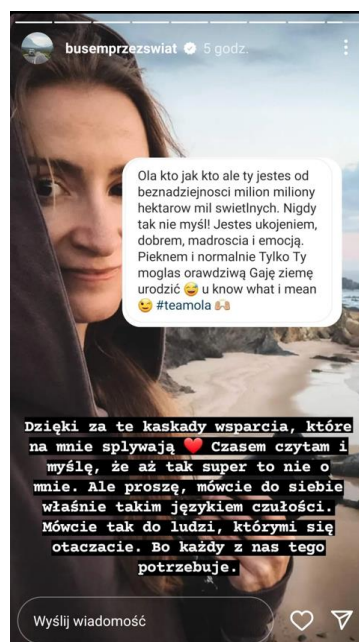 busemprzezswiat 5 godz.
Ola kto jak kto ale ty jestes od
beznadziejnosci milion miliony
hektarow mil swietlnych. Nigdy
tak nie myśl! Jestes ukojeniem,
dobrem, madroscia i emocją.
Pieknem i normalnie Tylko Ty
moglas orawdziwą Gaję ziemę
urodzić 😅 u know what i mean
😉 #teamola 🙌🏻
Dzięki za te kaskady wsparcia, które
na mnie spływają ❤️ Czasem czytam i
myślę, że aż tak super to nie o
mnie. Ale proszę, mówcie do siebie
właśnie takim językiem czułości.
Mówcie tak do ludzi, którymi się
otaczacie. Bo każdy z nas tego
potrzebuje.
Wyślij wiadomość